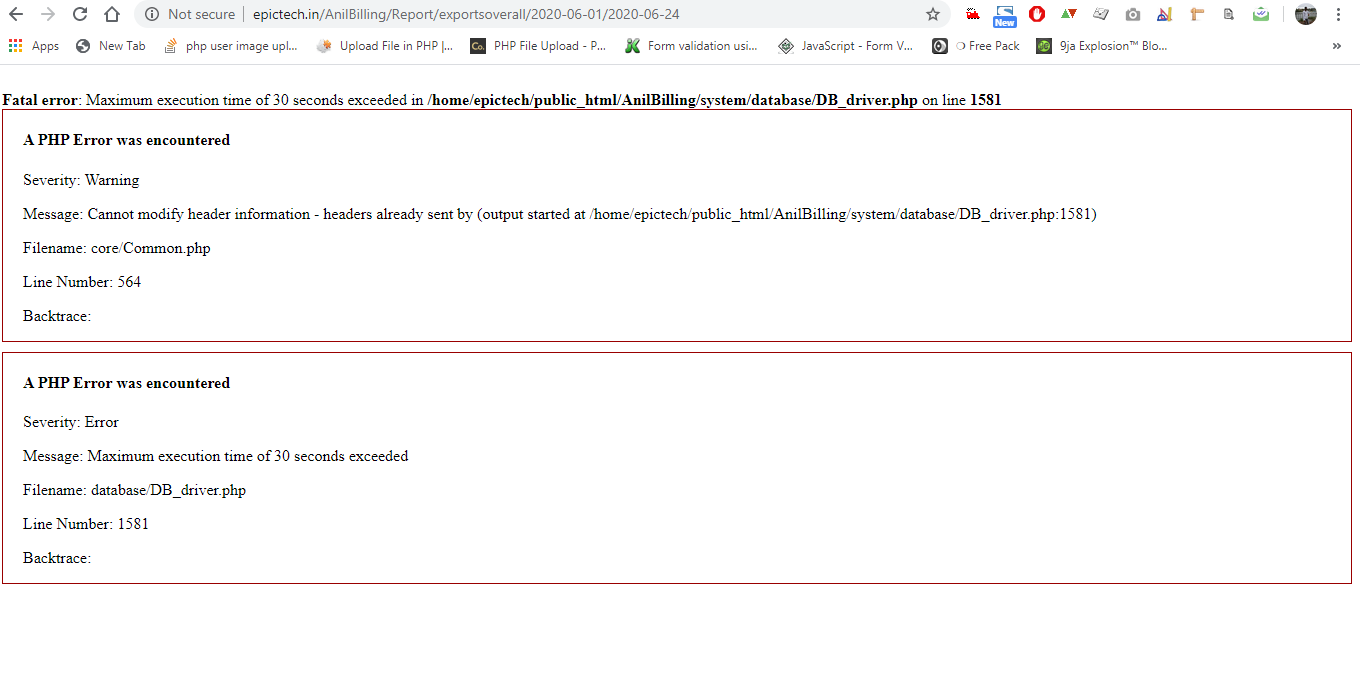 Not secure | epictech.in/AnilBilling/Report/exportsoverall/2020-06-01/2020-06-24
New
Apps New Tab php user image upl... Upload File in PHP |... Co. PHP File Upload - P... Form validation usi... JavaScript - Form V... Free Pack 9ja Explosion™ Blo... »
Fatal error: Maximum execution time of 30 seconds exceeded in /home/epictech/public_html/AnilBilling/system/database/DB_driver.php on line 1581
A PHP Error was encountered
Severity: Warning
Message: Cannot modify header information - headers already sent by (output started at /home/epictech/public_html/AnilBilling/system/database/DB_driver.php:1581)
Filename: core/Common.php
Line Number: 564
Backtrace:
A PHP Error was encountered
Severity: Error
Message: Maximum execution time of 30 seconds exceeded
Filename: database/DB_driver.php
Line Number: 1581
Backtrace: